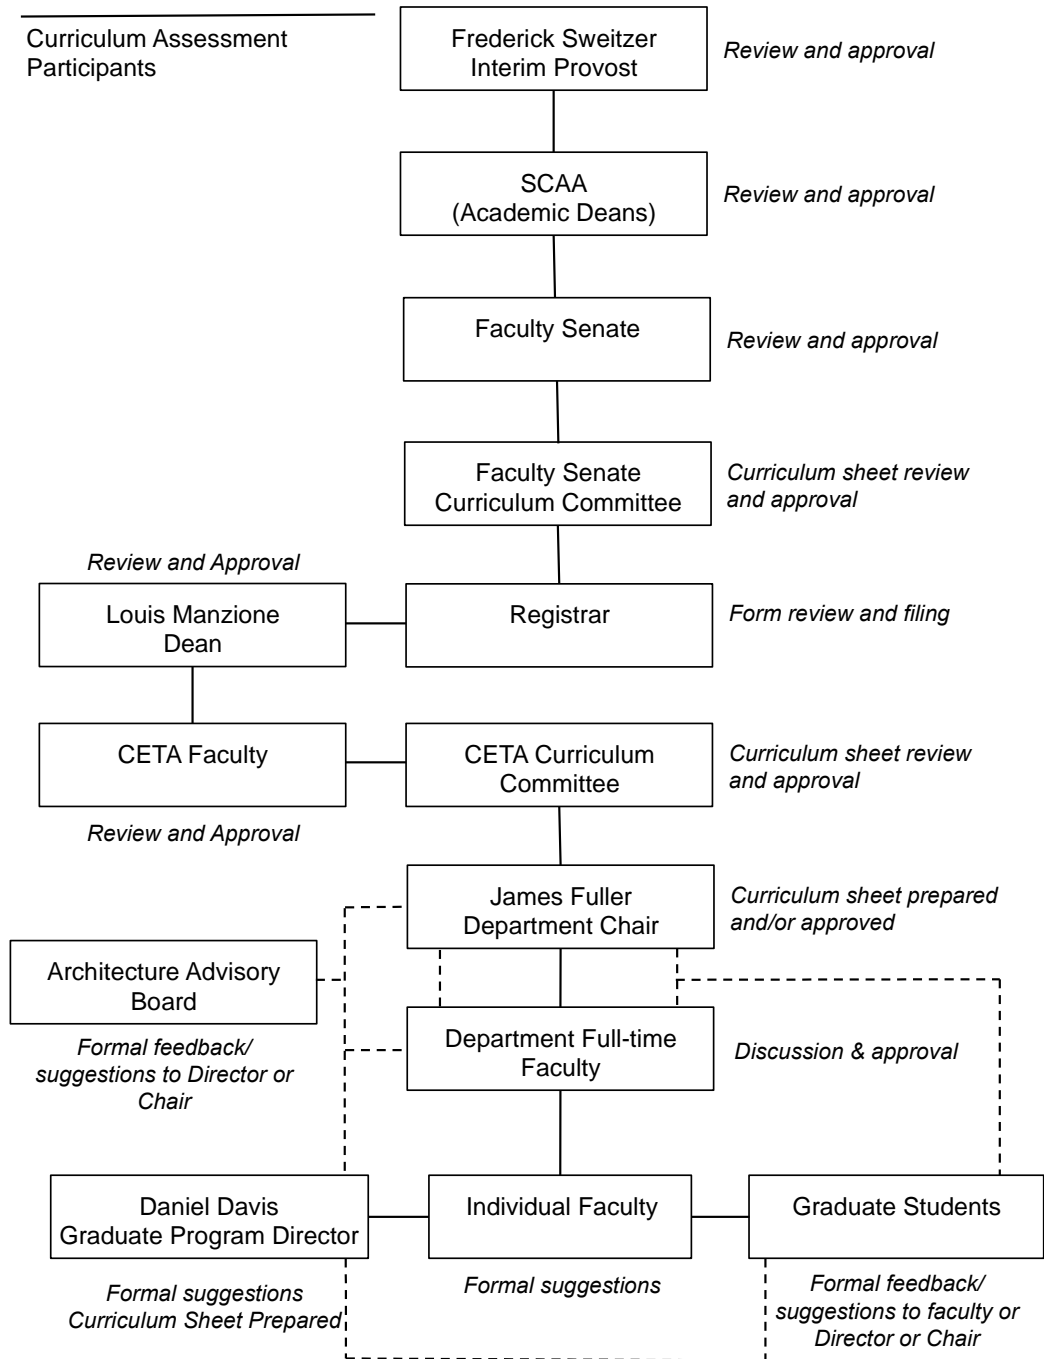 Curriculum Assessment
Participants
Frederick Sweitzer
Interim Provost
Review and approval
SCAA
(Academic Deans)
Review and approval
Faculty Senate
Review and approval
Faculty Senate
Curriculum Committee
Curriculum sheet review
and approval
Review and Approval
Louis Manzione
Dean
Registrar
Form review and filing
CETA Faculty
CETA Curriculum
Committee
Curriculum sheet review
and approval
Review and Approval
James Fuller
Department Chair
Curriculum sheet prepared
and/or approved
Architecture Advisory
Board
Formal feedback/
suggestions to Director or
Chair
Department Full-time
Faculty
Discussion & approval
Daniel Davis
Graduate Program Director
Formal suggestions
Curriculum Sheet Prepared
Individual Faculty
Formal suggestions
Graduate Students
Formal feedback/
suggestions to faculty or
Director or Chair